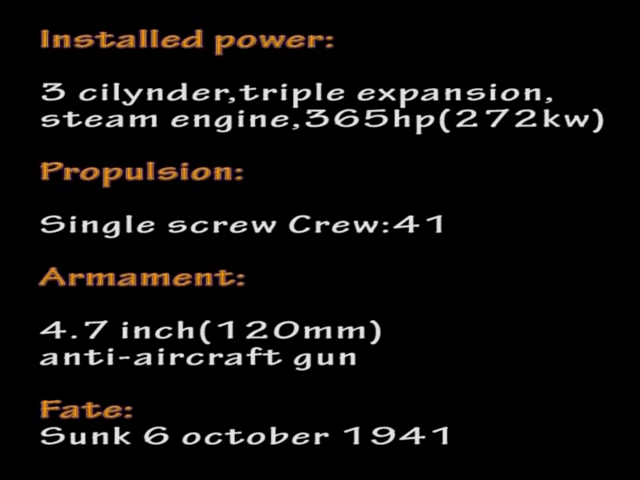 Installed power:
3 cilynder,triple expansion,
steam engine,365hp(272kw)
Propulsion:
Single screw Crew:41
Armament:
4.7 inch(120mm)
anti-aircraft gun
Fate:
Sunk 6 october 1941